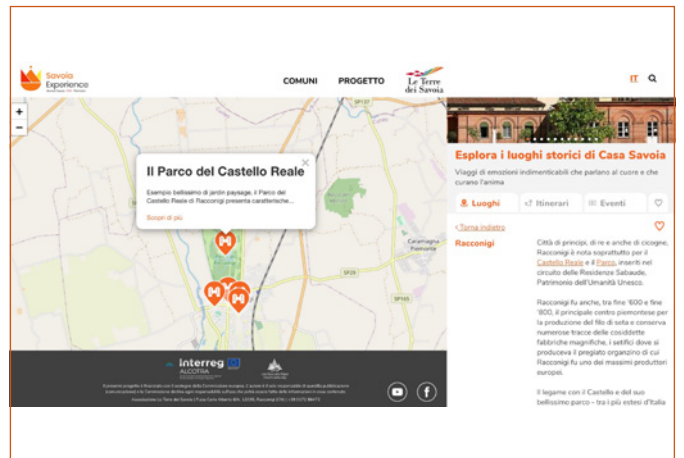 Savoia
Experience
COMUNI
PROGETTO
Le Terre
dei Savoia
IT
+
−
SP137
Il Parco del Castello Reale
×
Esempio bellissimo di jardin paysage, il Parco del
Castello Reale di Racconigi presenta caratteristiche...
Scopri di più
Caramagna
Piemonte
SP29
SP165
Esplora i luoghi storici di Casa Savoia
Viaggi di emozioni indimenticabili che parlano al cuore e che
curano l'anima
Luoghi
Itinerari
Eventi
<Torna indietro
Racconigi
Città di principi, di re e anche di cicogne,
Racconigi è nota soprattutto per il
Castello Reale e il Parco, inseriti nel
circuito delle Residenze Sabaude,
Patrimonio dell'Umanità Unesco.
Racconigi fu anche, tra fine '600 e fine
'800, il principale centro piemontese per
la produzione del filo di seta e conserva
numerose tracce delle cosiddette
fabbriche magnifiche, i setifici dove si
produceva il pregiato organzino di cui
Racconigi fu uno dei massimi produttori
europei.
Il legame con il Castello e del suo
bellissimo parco - tra i più estesi d'Italia
interreg
ALCOTRA